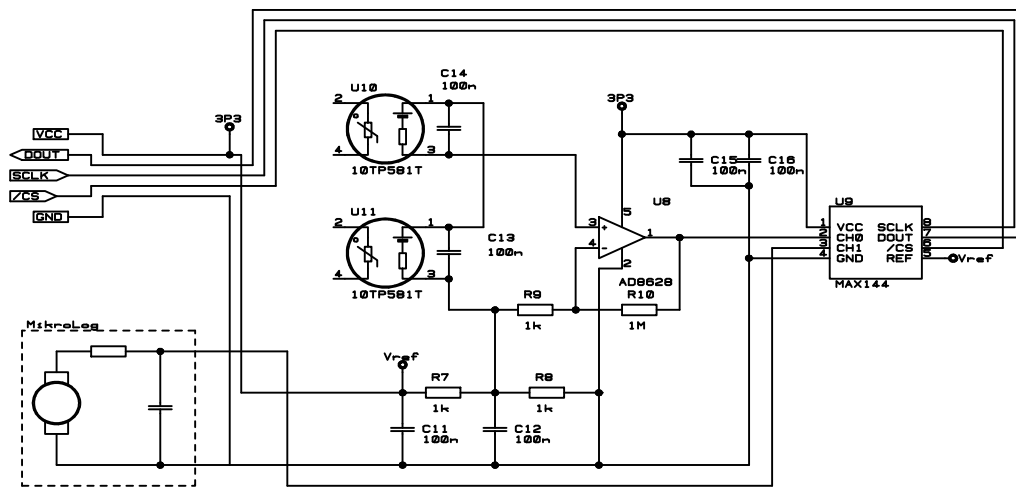 C14
100n
U10
2
1
4
3
10TP581T
3P3
3P3
VCC
DOUT
SCLK
/CS
GND
C15
100n
C16
100n
U11
2
1
4
3
10TP581T
C13
100n
U8
5
3
+
4
-
1
2
AD8628
U9
1
2
3
4
VCC
CH0
CH1
GND
SCLK
DOUT
/CS
REF
8
7
6
5
Vref
MAX144
R9
1k
R10
1M
MikroLog
Vref
R7
1k
R8
1k
C11
100n
C12
100n